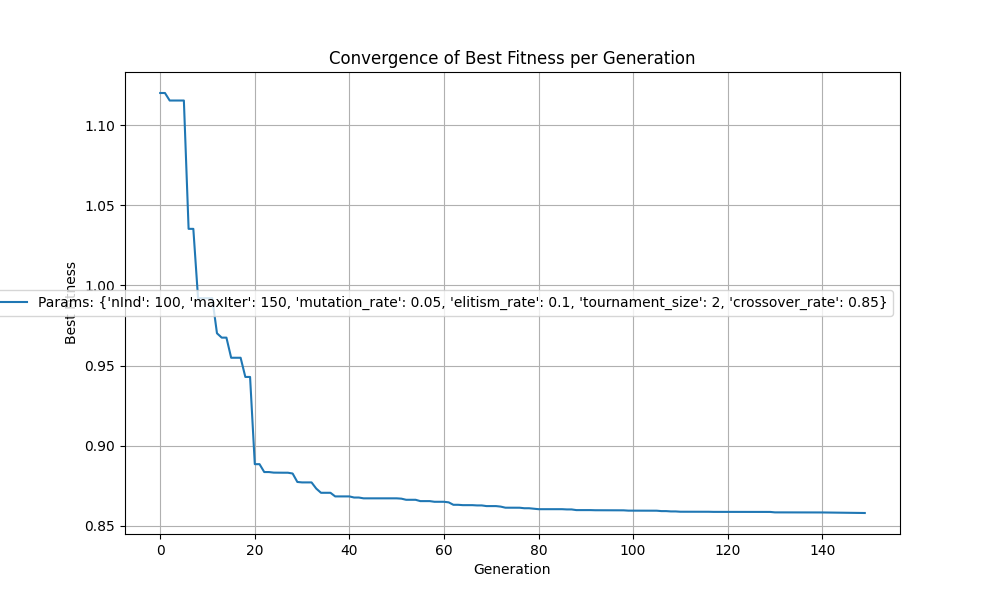 Convergence of Best Fitness per Generation
1.10
1.05
1.00
0.95
0.90
0.85
Best Fitness
Params: {'nInd': 100, 'maxIter': 150, 'mutation_rate': 0.05, 'elitism_rate': 0.1, 'tournament_size': 2, 'crossover_rate': 0.85}
0 20 40 60 80 100 120 140
Generation